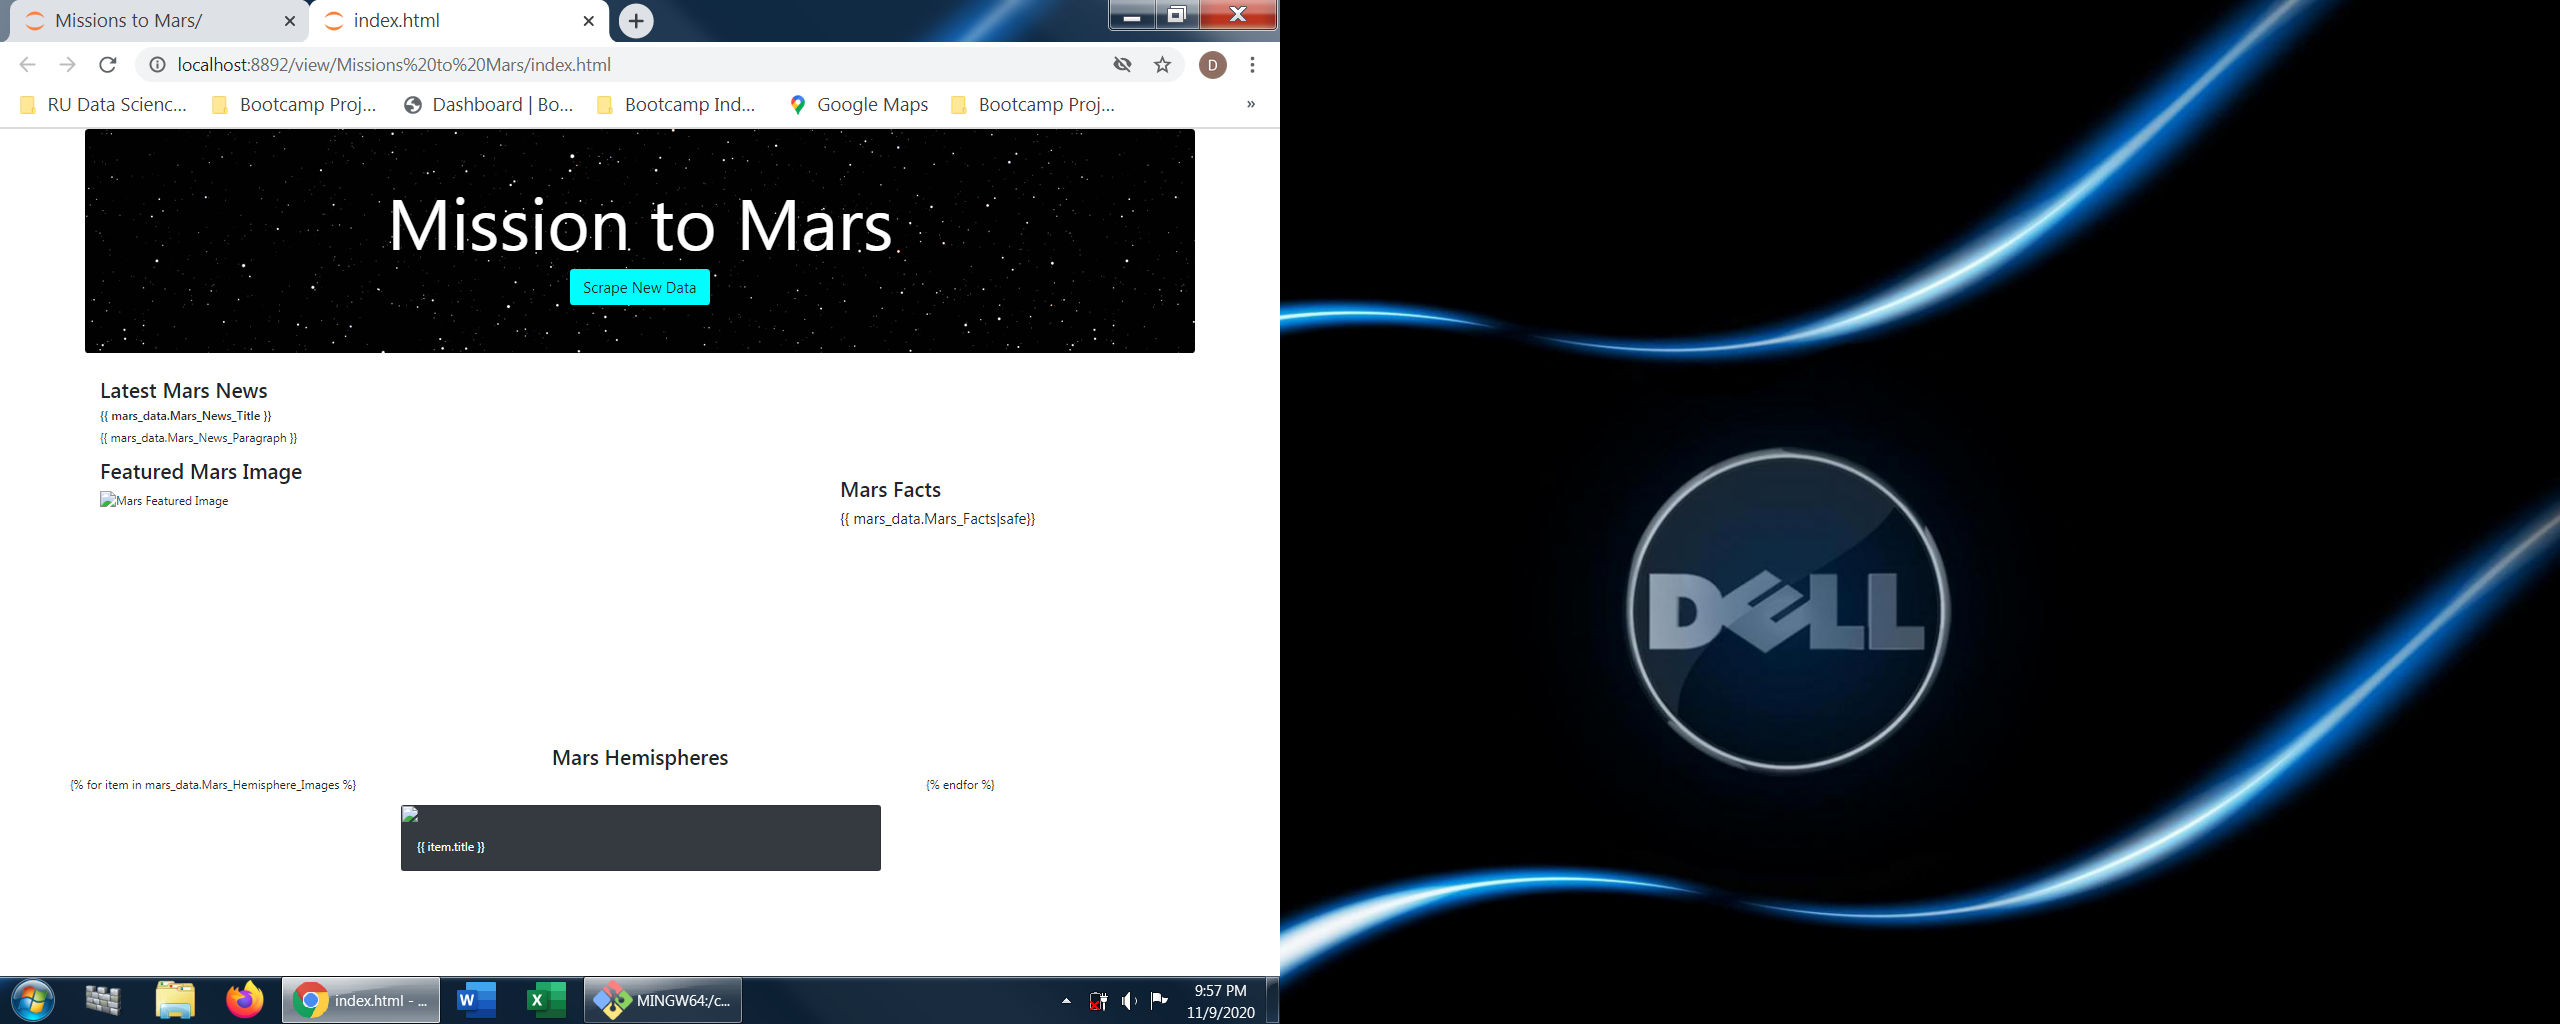 Missions to Mars/
index.html
localhost:8892/view/Missions%20to%20Mars/index.html
D
RU Data Scienc...
Bootcamp Proj...
Dashboard | Bo...
Bootcamp Ind...
Google Maps
Bootcamp Proj...
»
Mission to Mars
Scrape New Data
Latest Mars News
{{ mars_data.Mars_News_Title }}
{{ mars_data.Mars_News_Paragraph }}
Featured Mars Image
Mars Featured Image
Mars Facts
{{ mars_data.Mars_Facts|safe}}
Mars Hemispheres
{% for item in mars_data.Mars_Hemisphere_Images %}
{% endfor %}
{{ item.title }}
index.html - ...
MINGW64:/c...
9:57 PM
11/9/2020
DELL